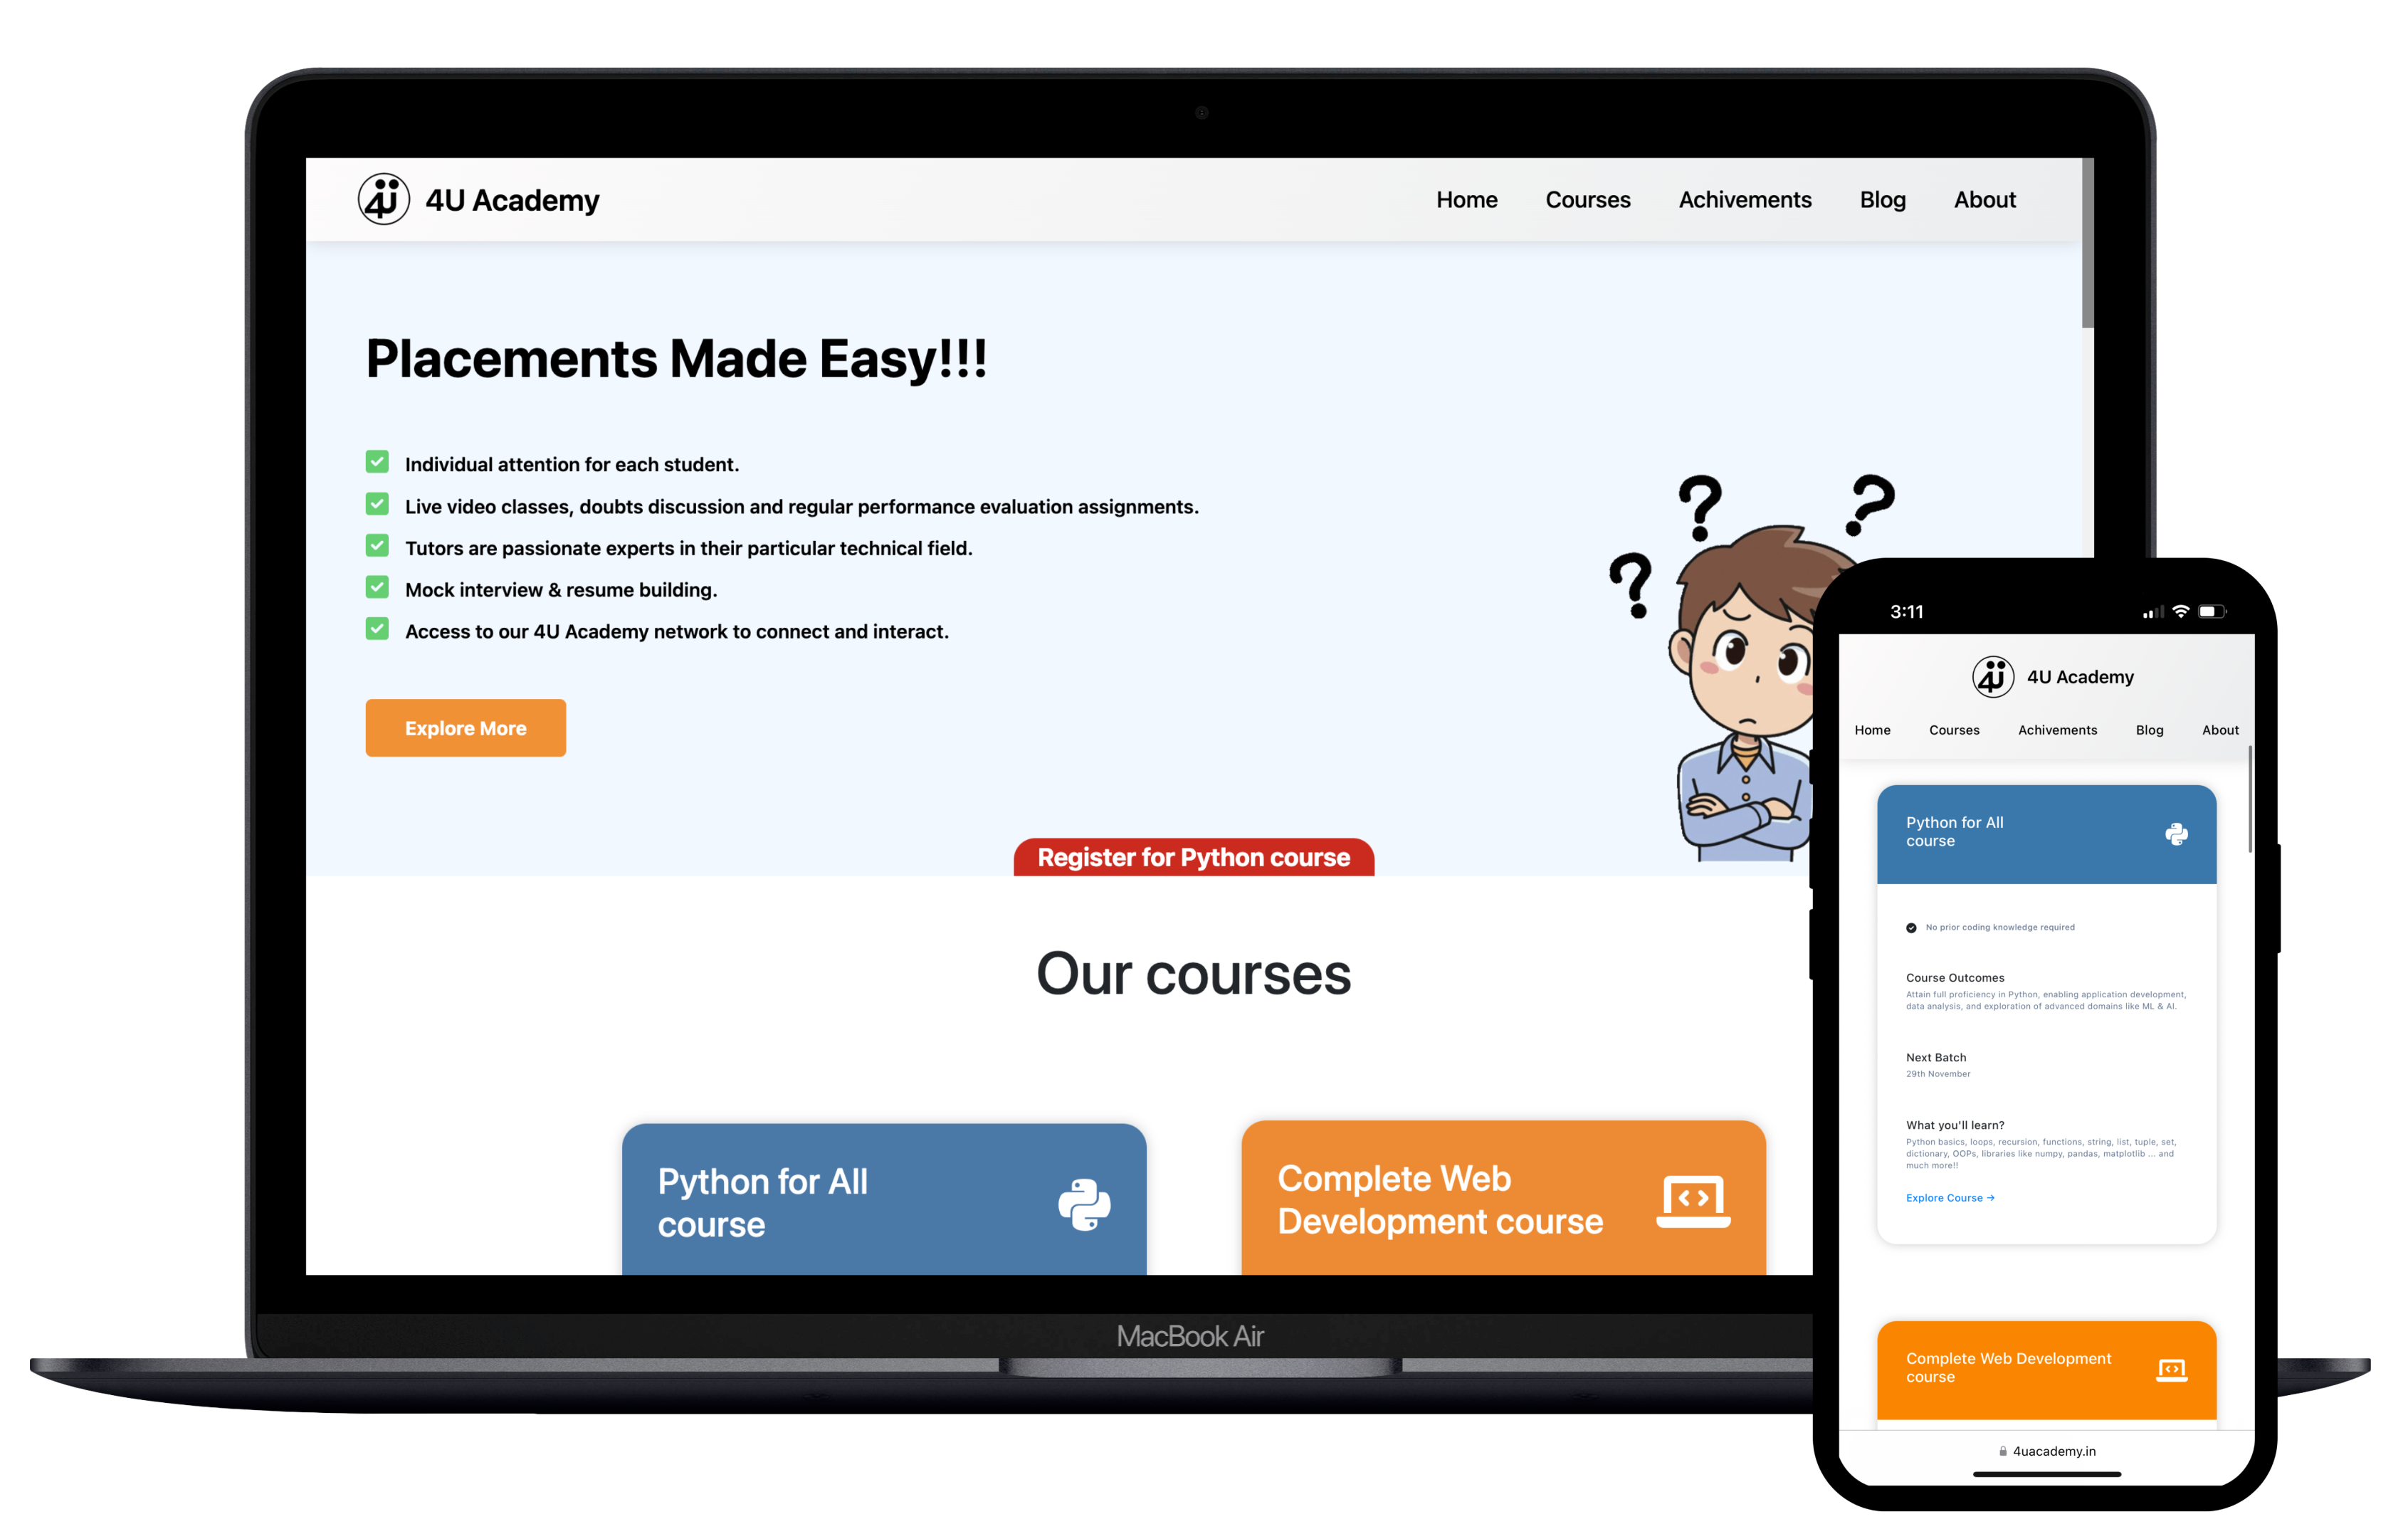 4U 4U Academy Home Courses Achivements Blog About
Placements Made Easy!!!
Individual attention for each student.
Live video classes, doubts discussion and regular performance evaluation assignments.
Tutors are passionate experts in their particular technical field.
Mock interview & resume building.
Access to our 4U Academy network to connect and interact.
Explore More
? ? ?
Register for Python course
Our courses
Python for All
course
Complete Web
Development course
MacBook Air
3:11
4U 4U Academy
Home Courses Achivements Blog About
Python for All
course
No prior coding knowledge required
Course Outcomes
Attain full proficiency in Python, enabling application development,
data analysis, and exploration of advanced domains like ML & AI.
Next Batch
29th November
What you'll learn?
Python basics, loops, recursion, functions, string, list, tuple, set,
dictionary, OOPs, libraries like numpy, pandas, matplotlib ... and
much more!!
Explore Course →
Complete Web Development
course
4uacademy.in